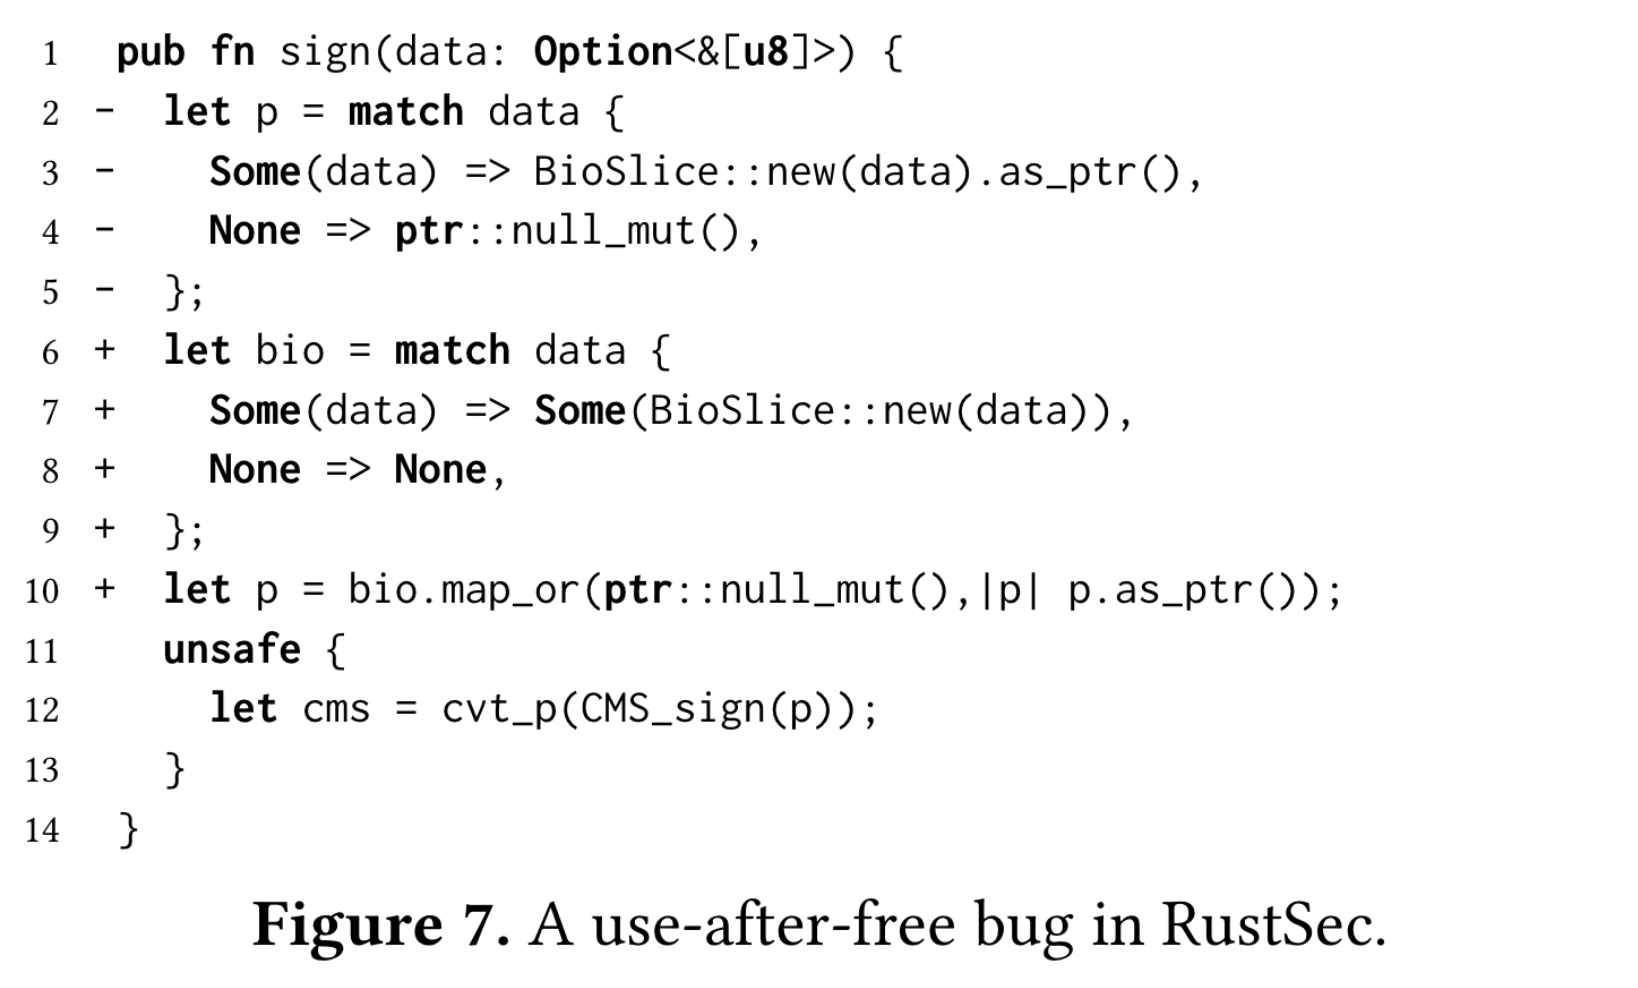 1 pub fn sign(data: Option<&[u8]>) {
2 - let p = match data {
3 - Some(data) => BioSlice::new(data).as_ptr(),
4 - None => ptr::null_mut(),
5 - };
6 + let bio = match data {
7 + Some(data) => Some(BioSlice::new(data)),
8 + None => None,
9 + };
10 + let p = bio.map_or(ptr::null_mut(),|p| p.as_ptr());
11 unsafe {
12 let cms = cvt_p(CMS_sign(p));
13 }
14 }
Figure 7. A use-after-free bug in RustSec.